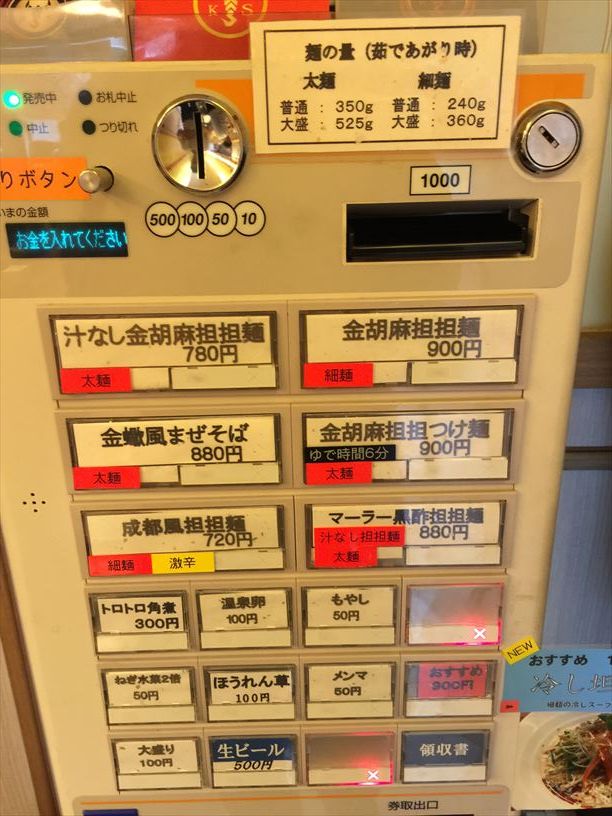 K S
麺の量(茹であがり時)
太麺 細麺
普通 : 350g 普通 : 240g
大盛 : 525g 大盛 : 360g
発売中 お札中止
中止 つり切れ
りボタン
いまの金額
お金を入れてください
500 100 50 10
1000
汁なし金胡麻担担麺
780円
太麺
金胡麻担担麺
900円
細麺
金蠍風まぜそば
880円
太麺
金胡麻担担つけ麺
900円
ゆで時間6分
太麺
成都風担担麺
720円
細麺 激辛
マーラー黒酢担担麺
880円
汁なし担担麺
太麺
トロトロ角煮
300円
温泉卵
100円
もやし
50円
×
ねぎ水菜2倍
50円
ほうれん草
100円
メンマ
50円
おすすめ
900円
大盛り
100円
生ビール
500円
×
領収書
券取出口
NEW
おすすめ 1
冷し担
細麺の冷しスープ